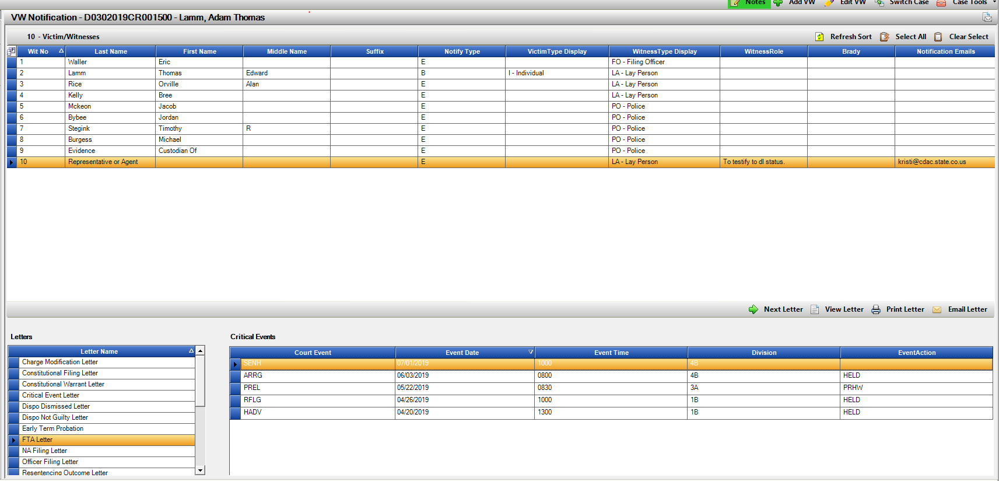 Notes Add VW Edit VW Switch Case Case Tools
VW Notification - D0302019CR001500 - Lamm, Adam Thomas
10 - Victim/Witnesses Refresh Sort Select All Clear Select
Wit No Last Name First Name Middle Name Suffix Notify Type VictimType Display WitnessType Display WitnessRole Brady Notification Emails
1 Waller Eric E FO - Filing Officer
2 Lamm Thomas Edward B I - Individual LA - Lay Person
3 Rice Orville Alan E LA - Lay Person
4 Kelly Bree E LA - Lay Person
5 Mckeon Jacob E PO - Police
6 Bybee Jordan E PO - Police
7 Stegink Timothy R E PO - Police
8 Burgess Michael E PO - Police
9 Evidence Custodian Of E PO - Police
10 Representative or Agent E LA - Lay Person To testify to dl status. kristi@cdac.state.co.us
Next Letter View Letter Print Letter Email Letter
Letters
Letter Name
Charge Modification Letter
Constitutional Filing Letter
Constitutional Warrant Letter
Critical Event Letter
Dispo Dismissed Letter
Dispo Not Guilty Letter
Early Term Probation
FTA Letter
NA Filing Letter
Officer Filing Letter
Resentencing Outcome Letter
Critical Events
Court Event Event Date Event Time Division EventAction
SENH 07/01/2019 1000 4B
ARRG 06/03/2019 0800 4B HELD
PREL 05/22/2019 0830 3A PRHW
RFLG 04/26/2019 1000 1B HELD
HADV 04/20/2019 1300 1B HELD